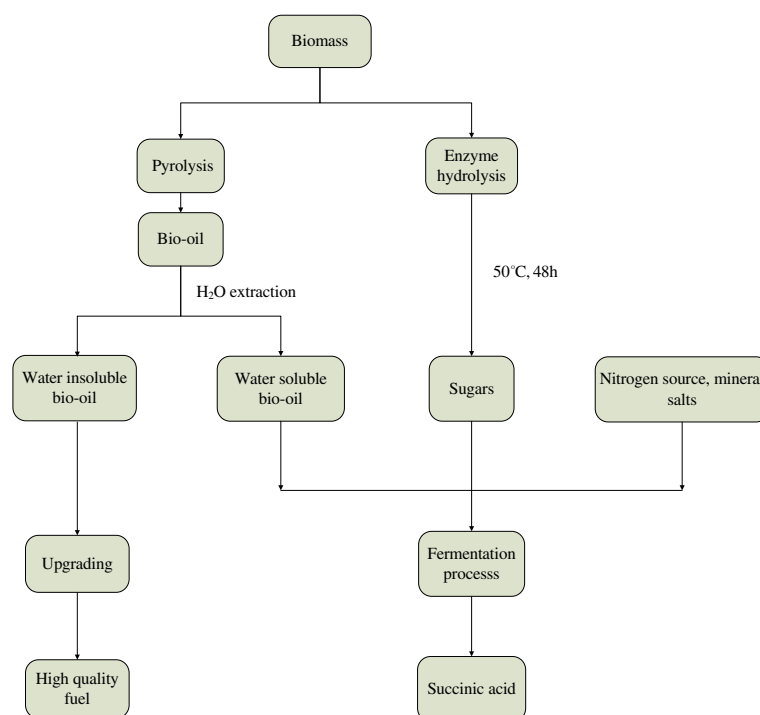 Biomass
Pyrolysis
Enzyme
hydrolysis
Bio-oil
50°C, 48h
H₂O extraction
Water insoluble
bio-oil
Water soluble
bio-oil
Sugars
Nitrogen source, minera
salts
Upgrading
Fermentation
processs
High quality
fuel
Succinic acid